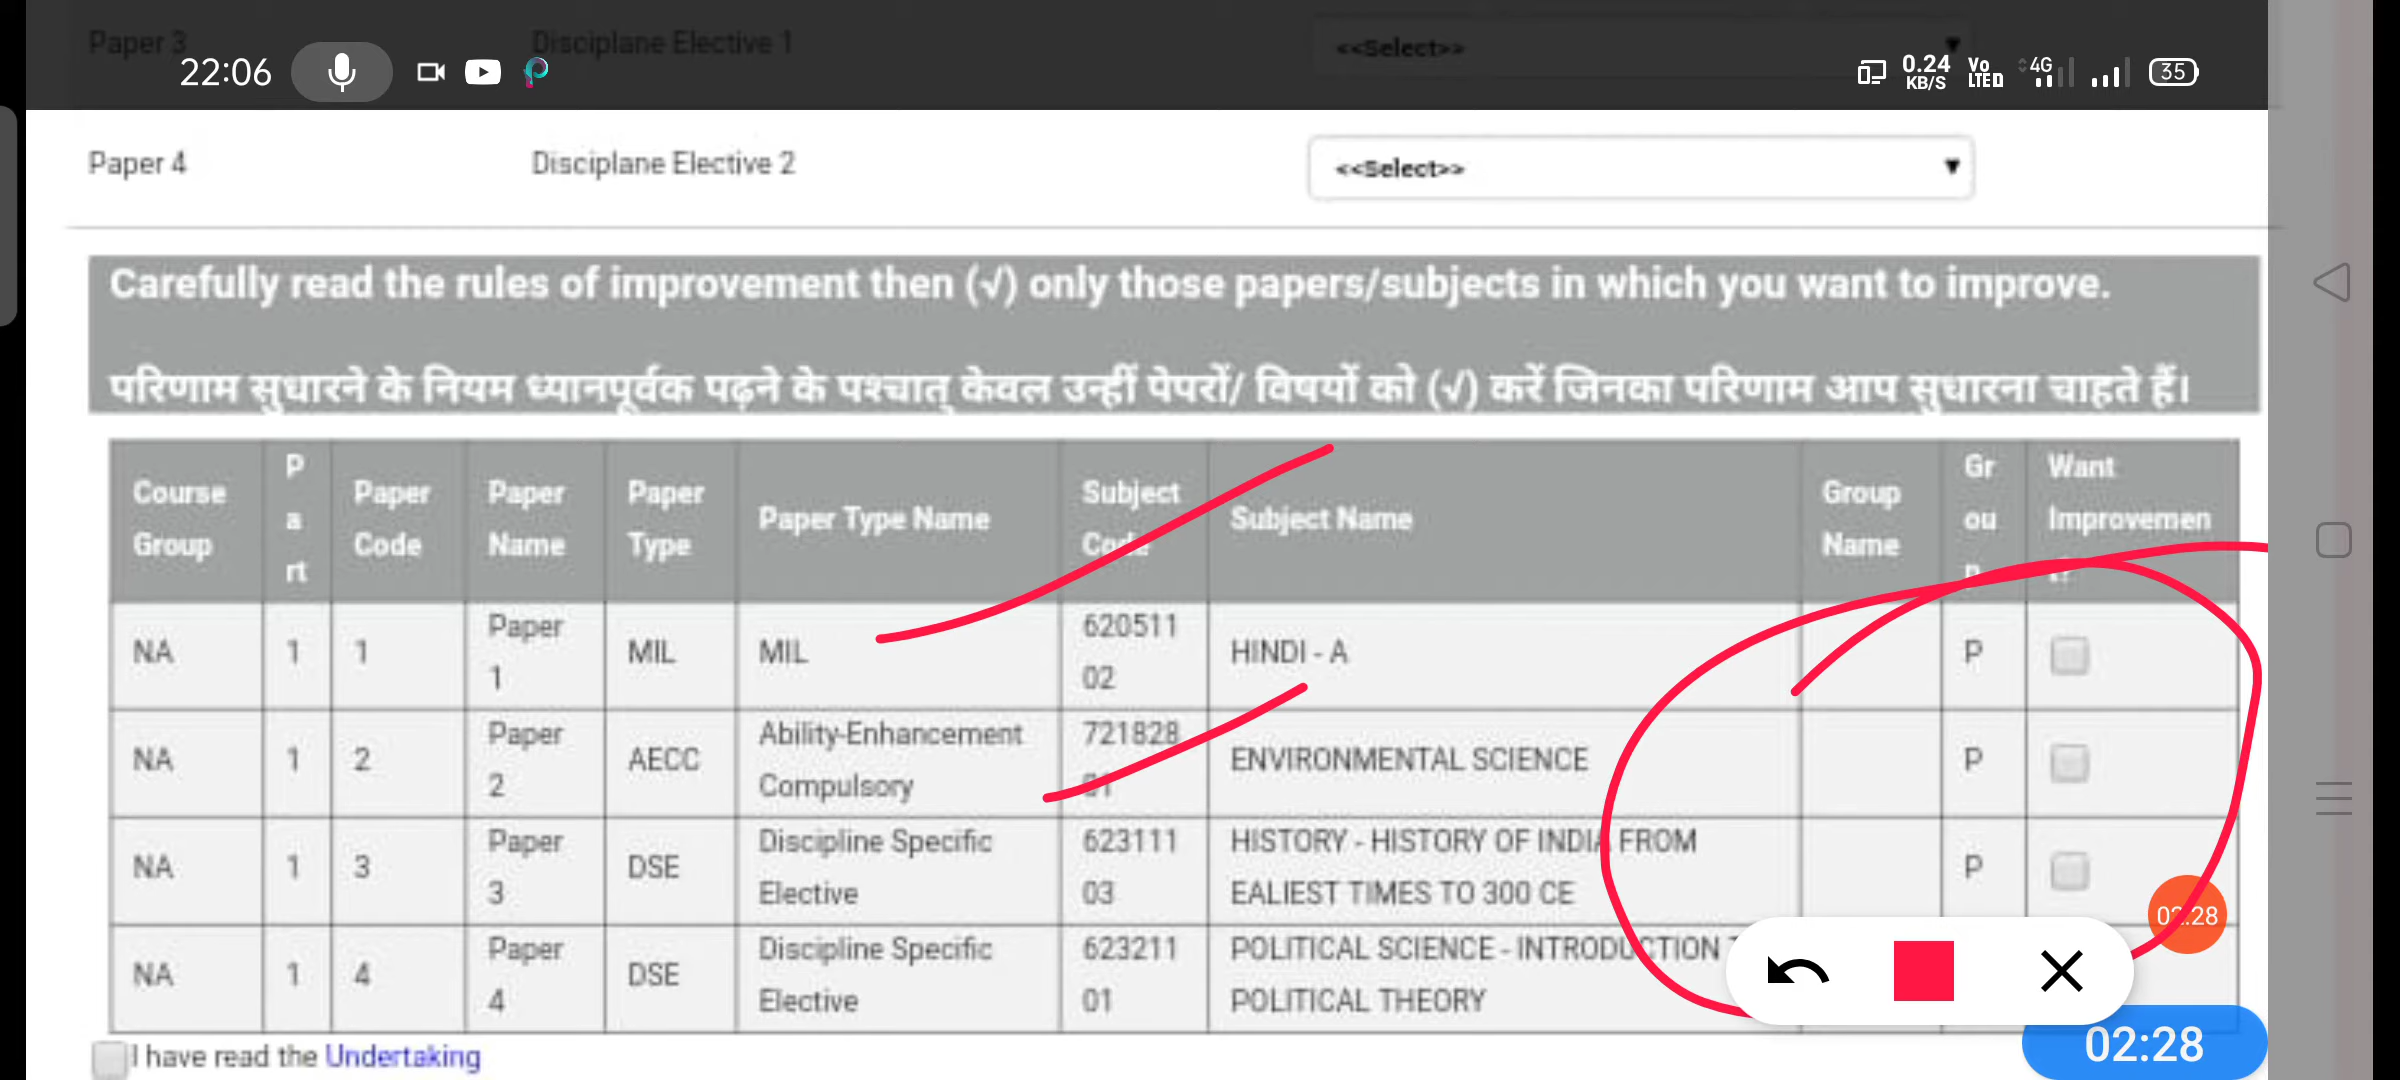 Paper 3 Disciplane Elective 1 <<Select>>
22:06 0.24 KB/S Vo LTED 4G 35
Paper 4 Disciplane Elective 2 <<Select>>
Carefully read the rules of improvement then (√) only those papers/subjects in which you want to improve.
परिणाम सुधारने के नियम ध्यानपूर्वक पढ़ने के पश्चात् केवल उन्हीं पेपरों/ विषयों को (√) करें जिनका परिणाम आप सुधारना चाहते हैं।
Course Group Part Paper Code Paper Name Paper Type Paper Type Name Subject Code Subject Name Group Name Group Want Improvement?
NA 1 1 Paper 1 MIL MIL 62051102 HINDI - A P
NA 1 2 Paper 2 AECC Ability-Enhancement Compulsory 72182801 ENVIRONMENTAL SCIENCE P
NA 1 3 Paper 3 DSE Discipline Specific Elective 62311103 HISTORY - HISTORY OF INDIA FROM EALIEST TIMES TO 300 CE P
NA 1 4 Paper 4 DSE Discipline Specific Elective 62321101 POLITICAL SCIENCE - INTRODUCTION POLITICAL THEORY
02:28
I have read the Undertaking
02:28